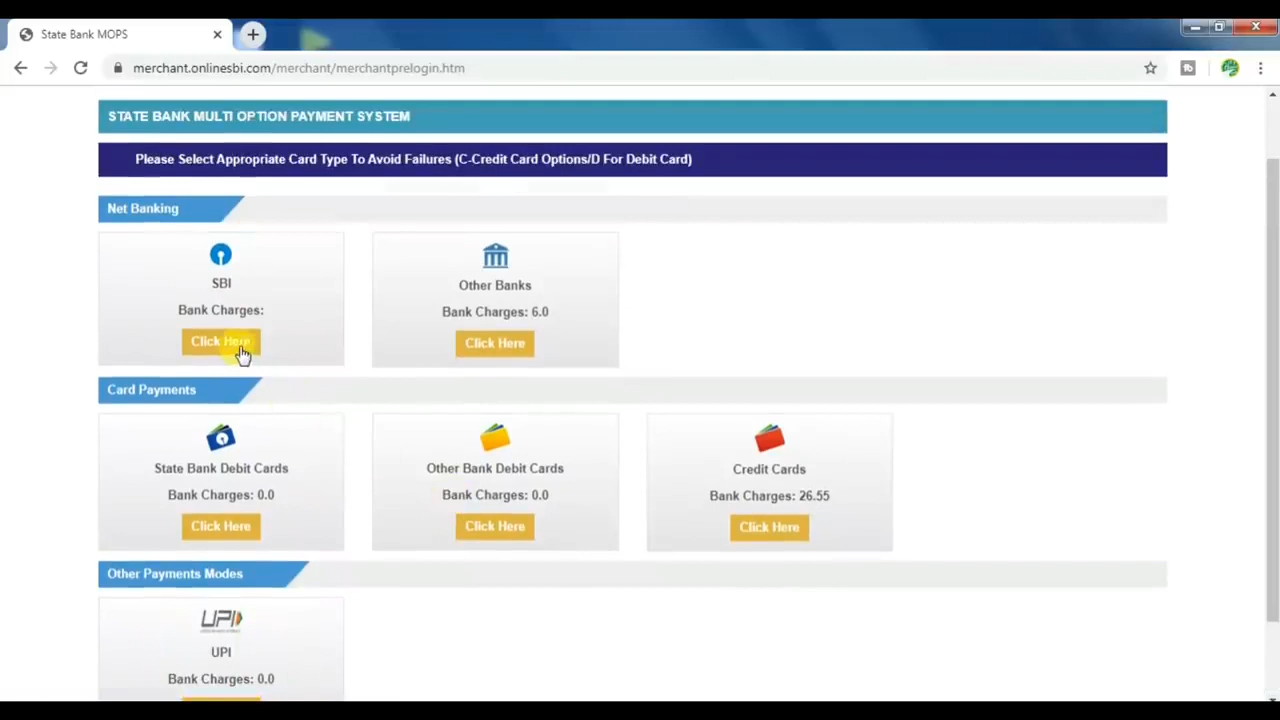 State Bank MOPS
merchant.onlinesbi.com/merchant/merchantprelogin.htm
STATE BANK MULTI OPTION PAYMENT SYSTEM
Please Select Appropriate Card Type To Avoid Failures (C-Credit Card Options/D For Debit Card)
Net Banking
SBI
Bank Charges:
Click Here
Other Banks
Bank Charges: 6.0
Click Here
Card Payments
State Bank Debit Cards
Bank Charges: 0.0
Click Here
Other Bank Debit Cards
Bank Charges: 0.0
Click Here
Credit Cards
Bank Charges: 26.55
Click Here
Other Payments Modes
UPI
UPI
Bank Charges: 0.0